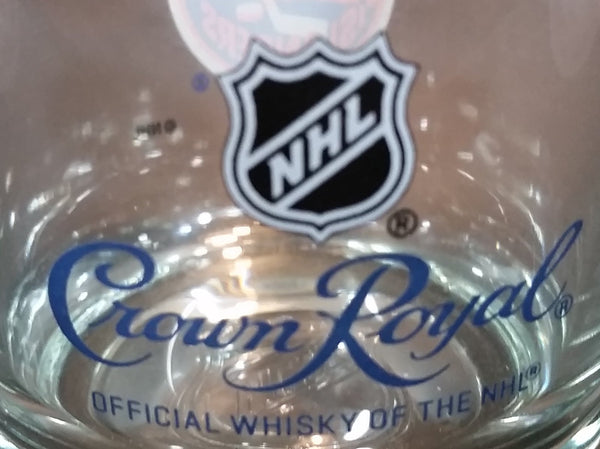 ®
NHL
®
Crown Royal®
OFFICIAL WHISKY OF THE NHL®